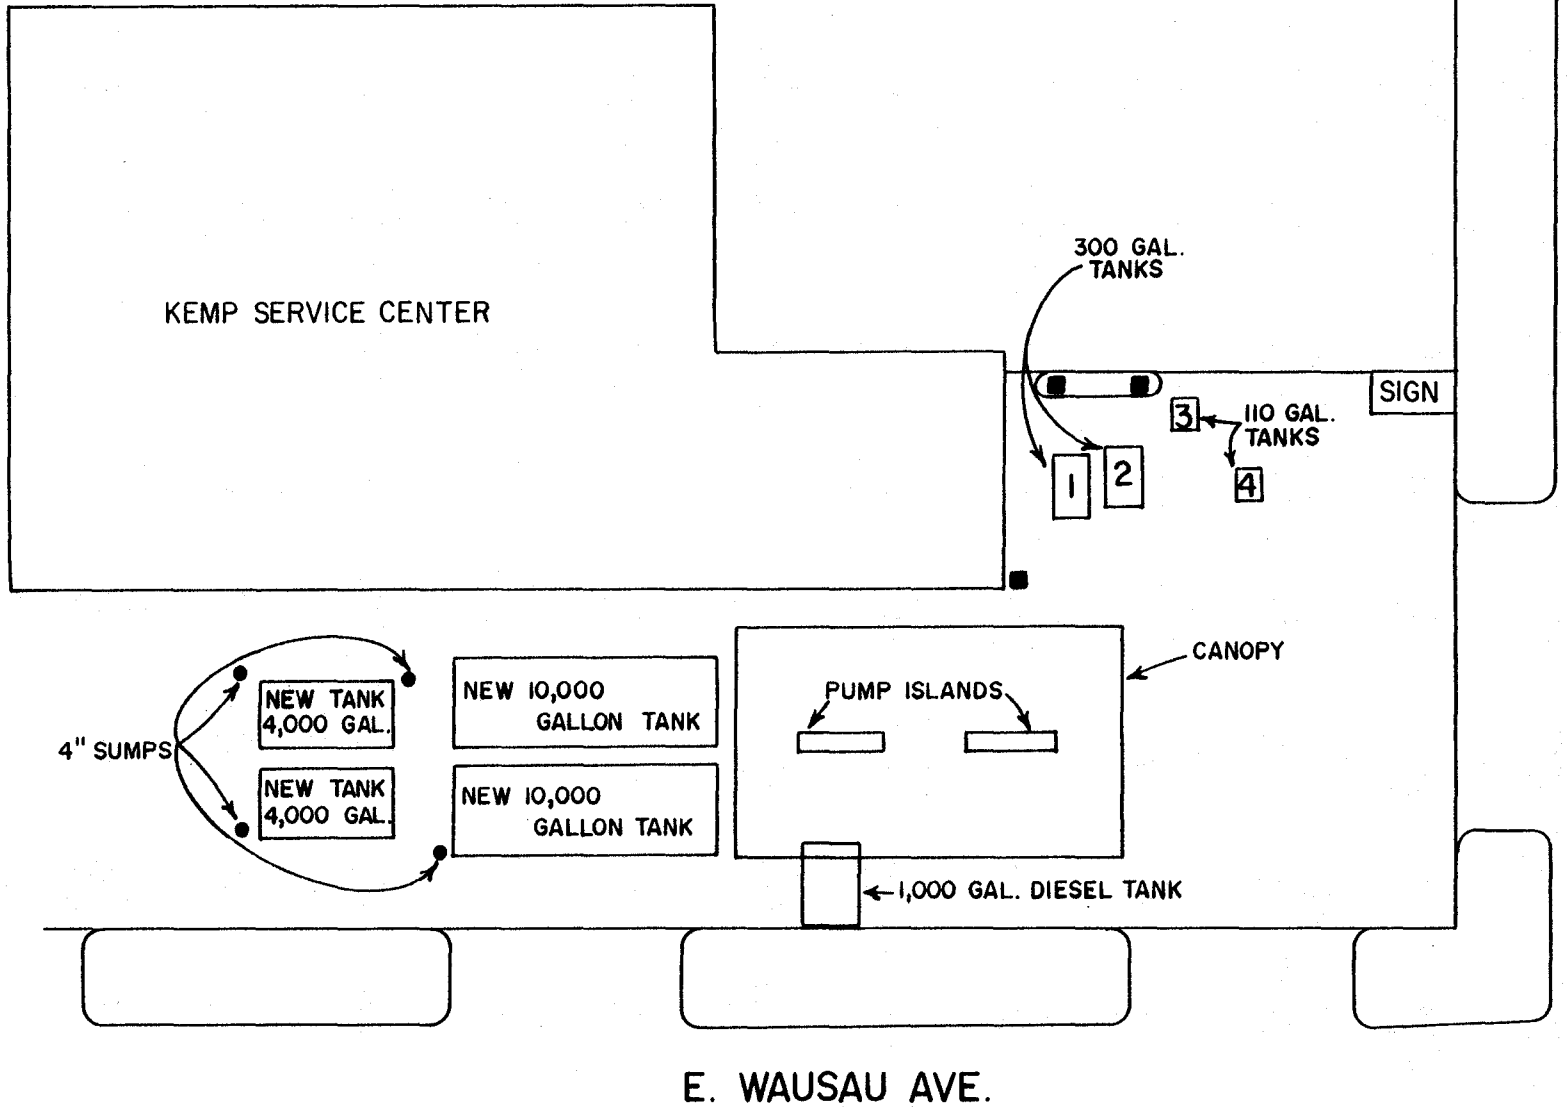 300 GAL.
TANKS
KEMP SERVICE CENTER
SIGN
3
110 GAL.
TANKS
1
2
4
CANOPY
NEW TANK
4,000 GAL.
NEW 10,000
GALLON TANK
PUMP ISLANDS
4" SUMPS
NEW TANK
4,000 GAL.
NEW 10,000
GALLON TANK
1,000 GAL. DIESEL TANK
E. WAUSAU AVE.